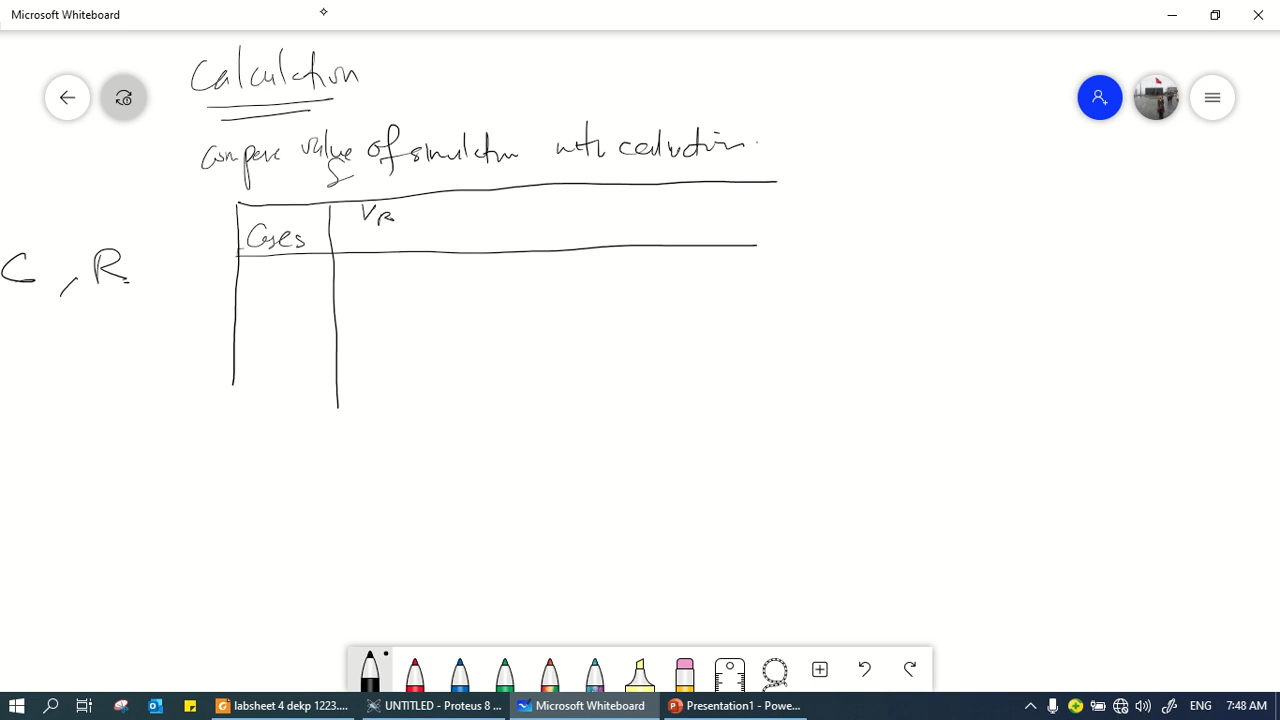 Microsoft Whiteboard
Calculation
compare value of simulation with calculation.
Cases
VR
C , R
labsheet 4 dekp 1223....
UNTITLED - Proteus 8 ...
Microsoft Whiteboard
Presentation1 - Powe...
ENG
7:48 AM